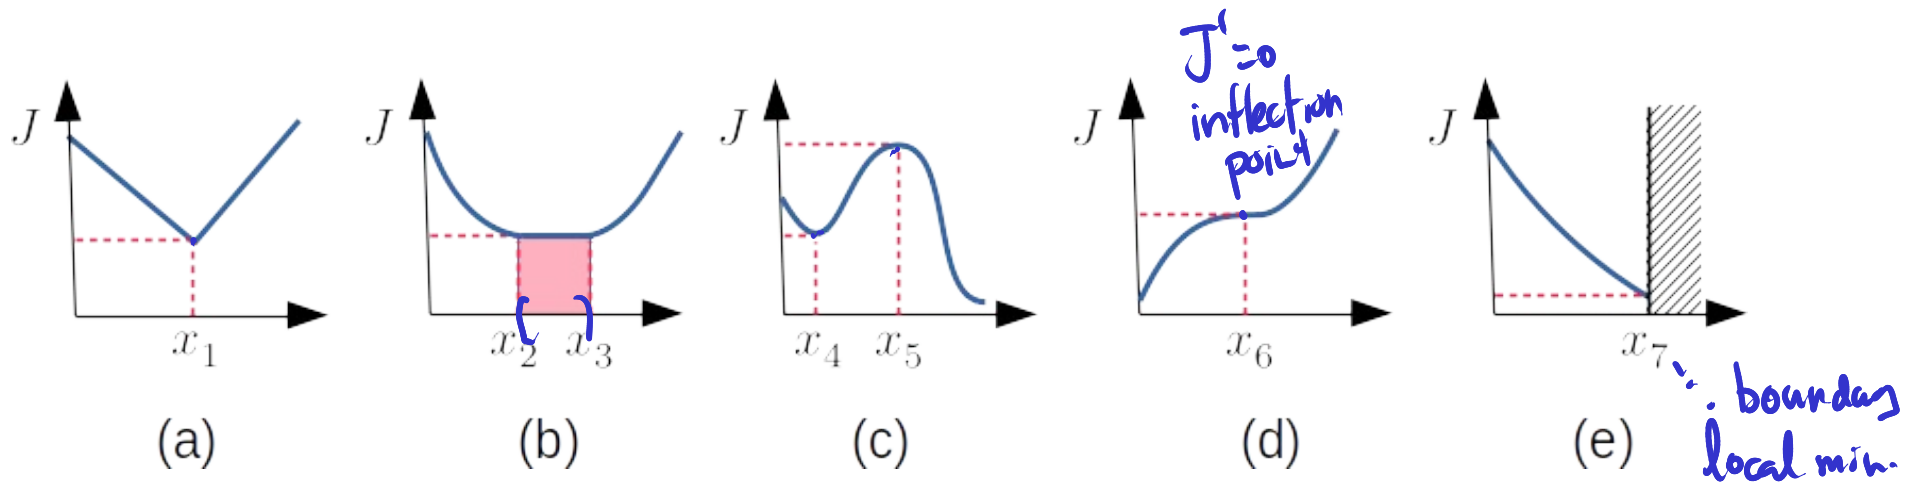 J
x1
(a)
J
x2 x3
(b)
J
x4 x5
(c)
J' = 0
inflection
point
J
x6
(d)
J
x7
(e)
boundary
local min.